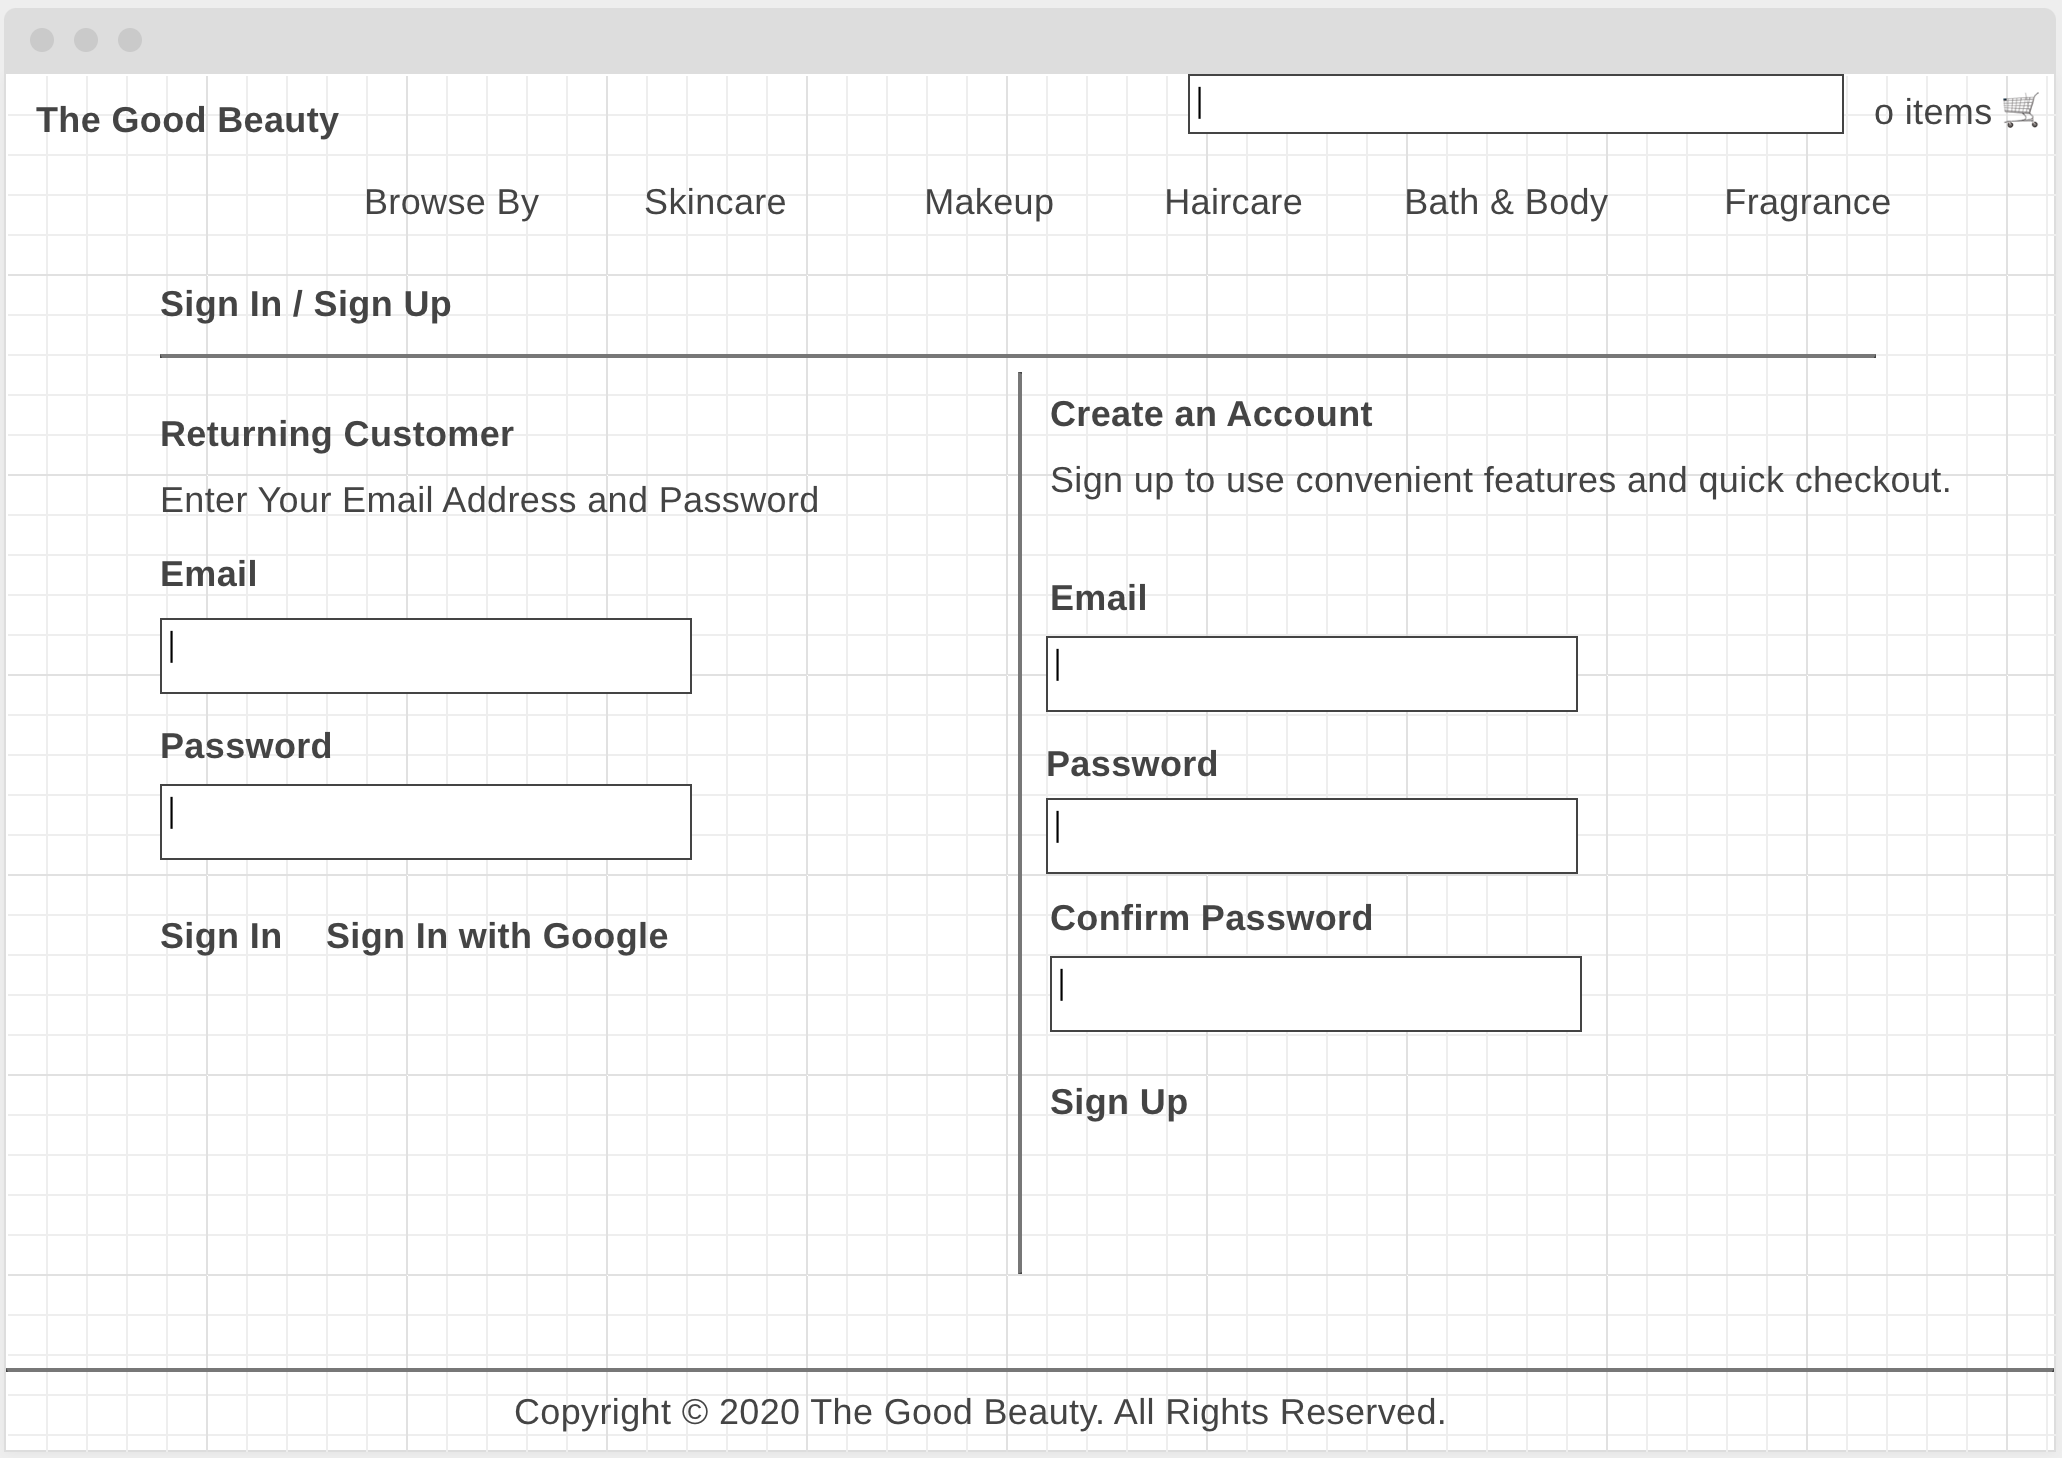 The Good Beauty
o items
Browse By Skincare Makeup Haircare Bath & Body Fragrance
Sign In / Sign Up
Returning Customer
Enter Your Email Address and Password
Email
Password
Sign In Sign In with Google
Create an Account
Sign up to use convenient features and quick checkout.
Email
Password
Confirm Password
Sign Up
Copyright © 2020 The Good Beauty. All Rights Reserved.